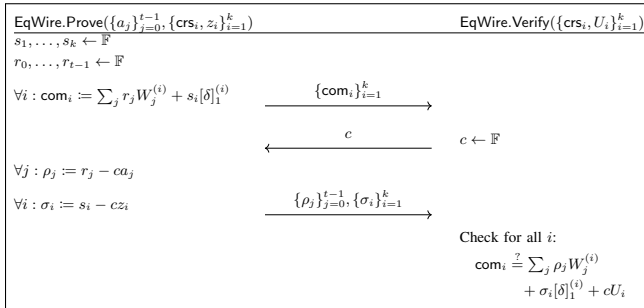 EqWire.Prove({a_j}_{j=0}^{t-1}, {crs_i, z_i}_{i=1}^{k}) EqWire.Verify({crs_i, U_i}_{i=1}^{k})
s_1, …, s_k ← 𝔽
r_0, …, r_{t-1} ← 𝔽
∀i : com_i ≔ ∑_j r_j W_j^{(i)} + s_i[δ]_1^{(i)} {com_i}_{i=1}^{k}
c c ← 𝔽
∀j : ρ_j ≔ r_j − ca_j
∀i : σ_i ≔ s_i − cz_i {ρ_j}_{j=0}^{t-1}, {σ_i}_{i=1}^{k}
Check for all i:
com_i ≟ ∑_j ρ_j W_j^{(i)}
+ σ_i[δ]_1^{(i)} + cU_i